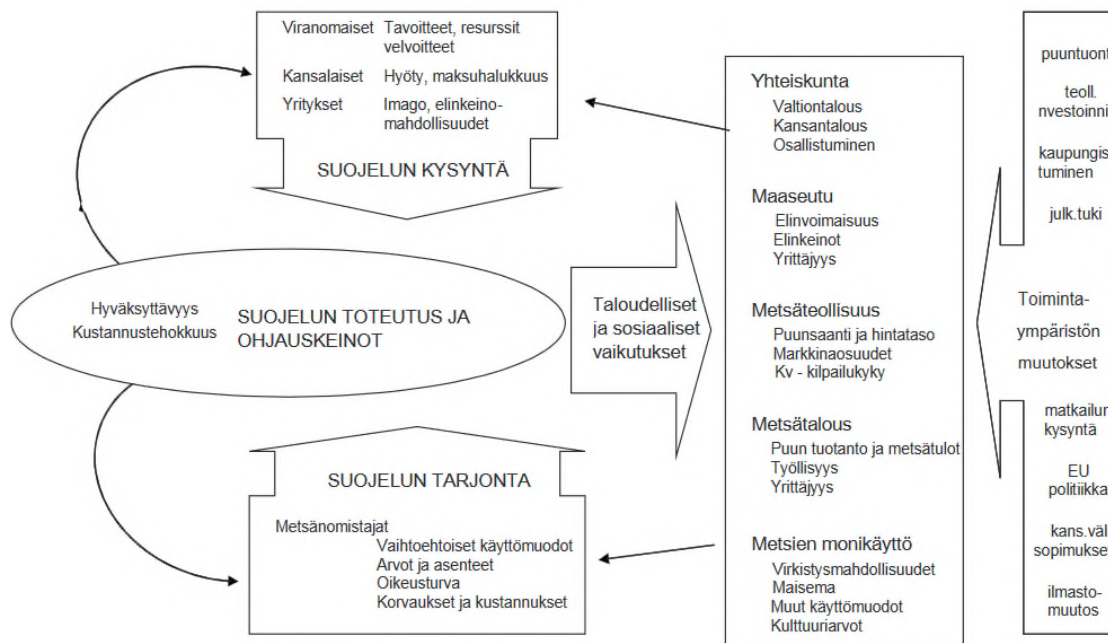 Viranomaiset Tavoitteet, resurssit
velvoitteet
Kansalaiset Hyöty, maksuhalukkuus
Yritykset Imago, elinkeino-
mahdollisuudet
SUOJELUN KYSYNTÄ
Hyväksyttävyys
Kustannustehokkuus
SUOJELUN TOTEUTUS JA
OHJAUSKEINOT
SUOJELUN TARJONTA
Metsänomistajat
Vaihtoehtoiset käyttömuodot
Arvot ja asenteet
Oikeusturva
Korvaukset ja kustannukset
Taloudelliset
ja sosiaaliset
vaikutukset
Yhteiskunta
Valtiontalous
Kansantalous
Osallistuminen
Maaseutu
Elinvoimaisuus
Elinkeinot
Yrittäjyys
Metsäteollisuus
Puunsaanti ja hintataso
Markkinaosuudet
Kv - kilpailukyky
Metsätalous
Puun tuotanto ja metsätulot
Työllisyys
Yrittäjyys
Metsien monikäyttö
Virkistysmahdollisuudet
Maisema
Muut käyttömuodot
Kulttuuriarvot
puuntuont
teoll.
nvestoinni
kaupungis
tuminen
julk.tuki
Toiminta-
ympäristön
muutokset
matkailun
kysyntä
EU
politiikka
kans.väl
sopimukse
ilmasto-
muutos